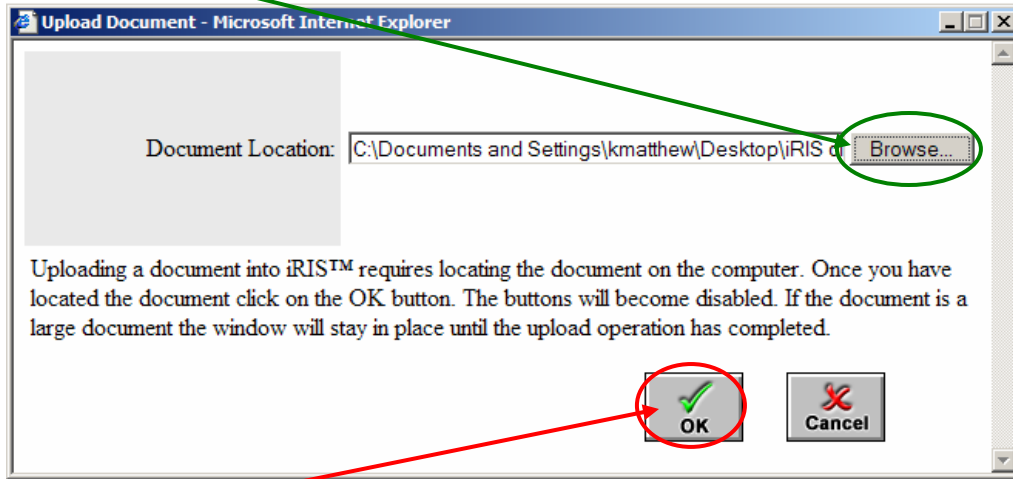 Upload Document - Microsoft Internet Explorer
Document Location: C:\Documents and Settings\kmatthew\Desktop\iRIS Browse...
Uploading a document into iRIS™ requires locating the document on the computer. Once you have
located the document click on the OK button. The buttons will become disabled. If the document is a
large document the window will stay in place until the upload operation has completed.
OK Cancel